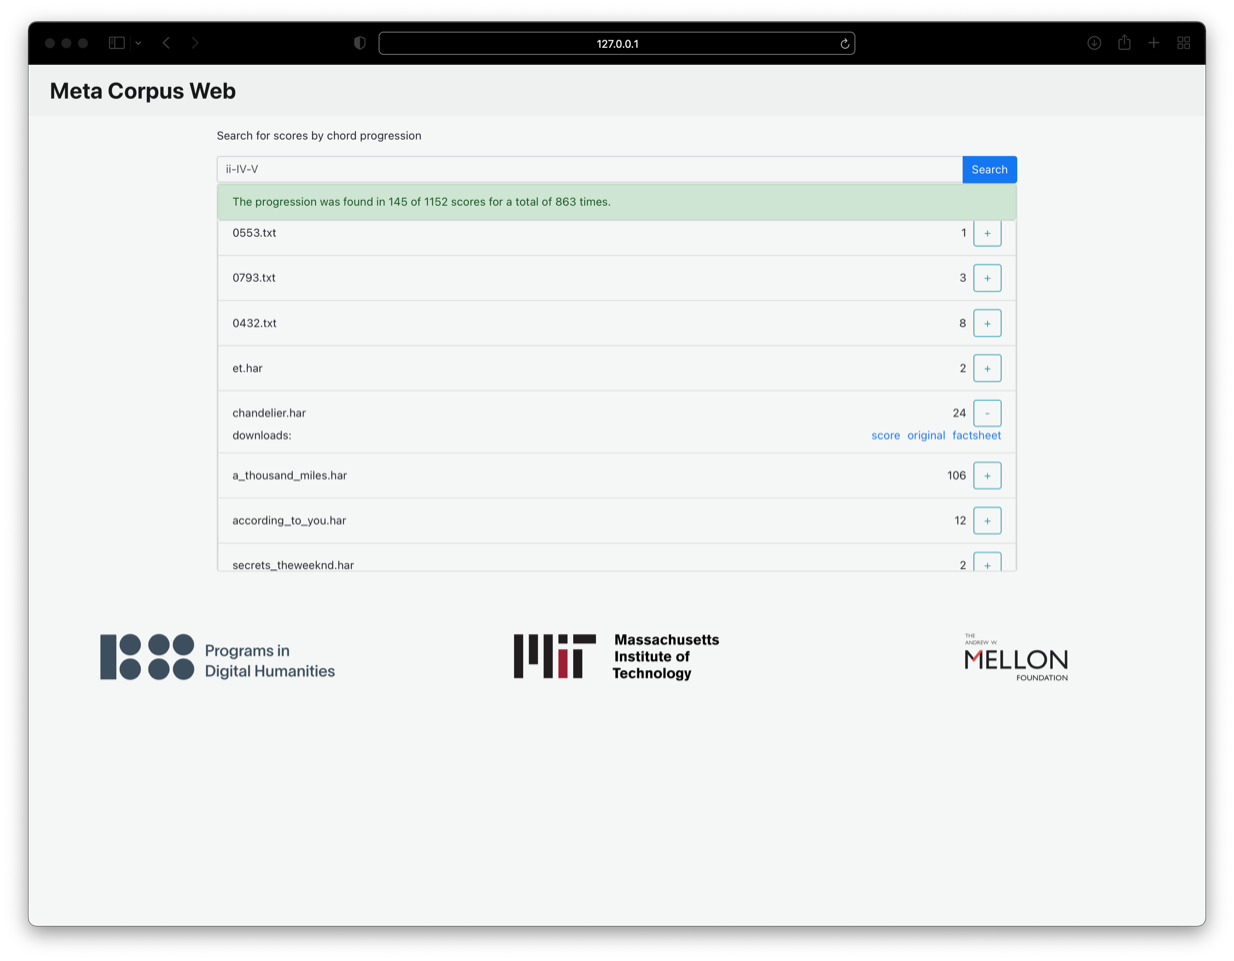 127.0.0.1
Meta Corpus Web
Search for scores by chord progression
ii-IV-V Search
The progression was found in 145 of 1152 scores for a total of 863 times.
0553.txt 1 +
0793.txt 3 +
0432.txt 8 +
et.har 2 +
chandelier.har 24 -
downloads: score original factsheet
a_thousand_miles.har 106 +
according_to_you.har 12 +
secrets_theweeknd.har 2 +
Programs in
Digital Humanities
MIT
Massachusetts
Institute of
Technology
THE
ANDREW W.
MELLON
FOUNDATION